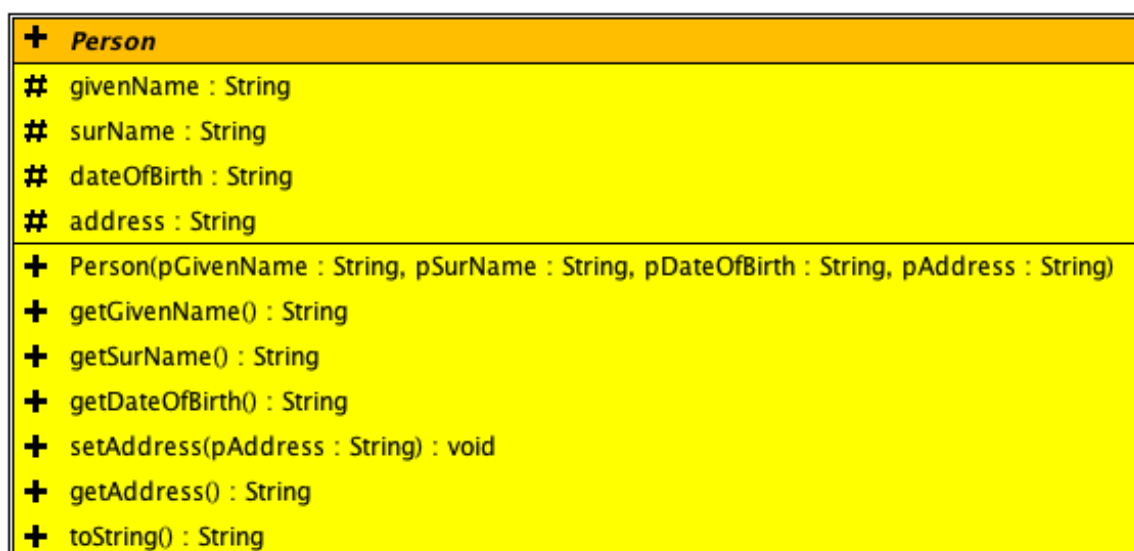 + Person
# givenName : String
# surName : String
# dateOfBirth : String
# address : String
+ Person(pGivenName : String, pSurName : String, pDateOfBirth : String, pAddress : String)
+ getGivenName() : String
+ getSurName() : String
+ getDateOfBirth() : String
+ setAddress(pAddress : String) : void
+ getAddress() : String
+ toString() : String